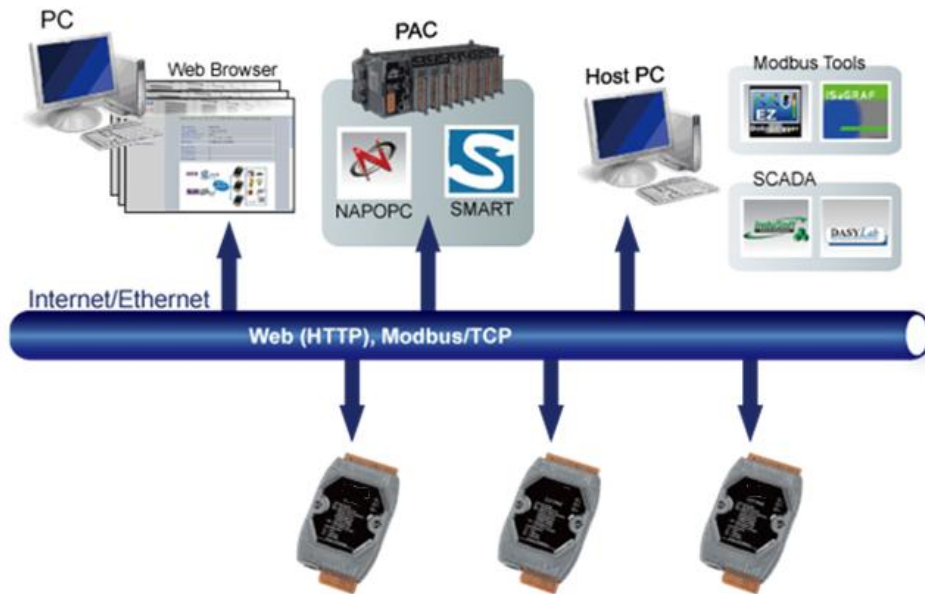 PC
Web Browser
PAC
NAPOPC
SMART
Host PC
Modbus Tools
EZ
ISaGRAF
SCADA
InduSoft
DASYLab
Internet/Ethernet
Web (HTTP), Modbus/TCP